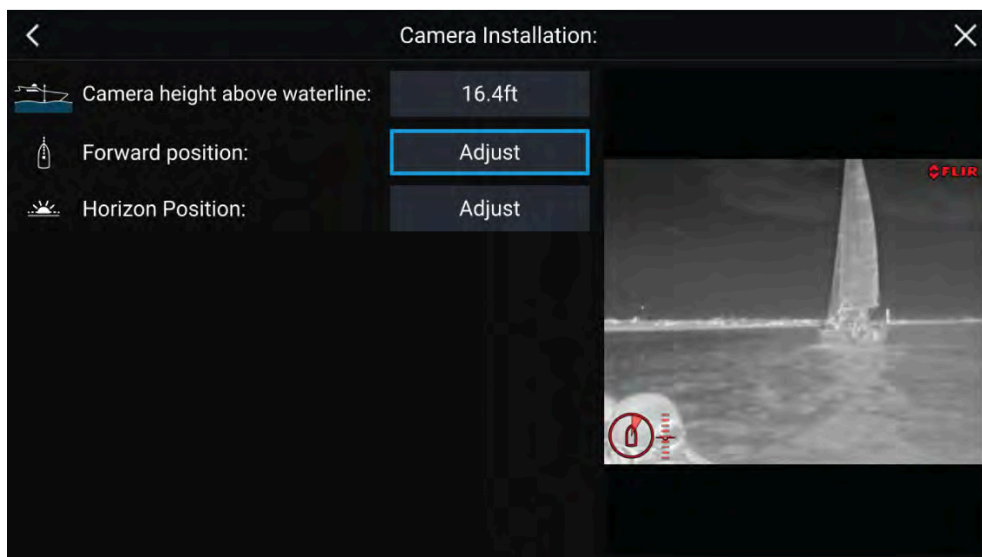 Camera Installation:
Camera height above waterline: 16.4ft
Forward position: Adjust
Horizon Position: Adjust
FLIR